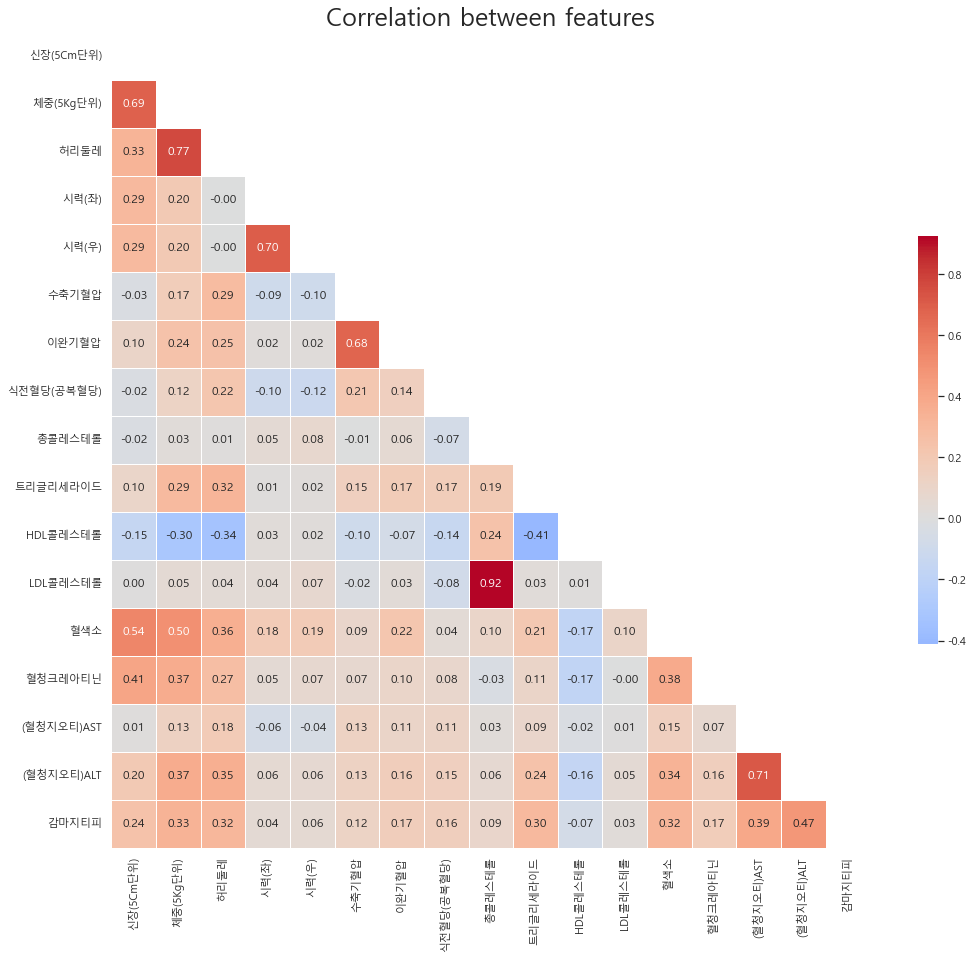 Correlation between features
신장(5Cm단위)
체중(5Kg단위) 0.69
허리둘레 0.33 0.77
시력(좌) 0.29 0.20 -0.00
시력(우) 0.29 0.20 -0.00 0.70
수축기혈압 -0.03 0.17 0.29 -0.09 -0.10
이완기혈압 0.10 0.24 0.25 0.02 0.02 0.68
식전혈당(공복혈당) -0.02 0.12 0.22 -0.10 -0.12 0.21 0.14
총콜레스테롤 -0.02 0.03 0.01 0.05 0.08 -0.01 0.06 -0.07
트리글리세라이드 0.10 0.29 0.32 0.01 0.02 0.15 0.17 0.17 0.19
HDL콜레스테롤 -0.15 -0.30 -0.34 0.03 0.02 -0.10 -0.07 -0.14 0.24 -0.41
LDL콜레스테롤 0.00 0.05 0.04 0.04 0.07 -0.02 0.03 -0.08 0.92 0.03 0.01
혈색소 0.54 0.50 0.36 0.18 0.19 0.09 0.22 0.04 0.10 0.21 -0.17 0.10
혈청크레아티닌 0.41 0.37 0.27 0.05 0.07 0.07 0.10 0.08 -0.03 0.11 -0.17 -0.00 0.38
(혈청지오티)AST 0.01 0.13 0.18 -0.06 -0.04 0.13 0.11 0.11 0.03 0.09 -0.02 0.01 0.15 0.07
(혈청지오티)ALT 0.20 0.37 0.35 0.06 0.06 0.13 0.16 0.15 0.06 0.24 -0.16 0.05 0.34 0.16 0.71
감마지티피 0.24 0.33 0.32 0.04 0.06 0.12 0.17 0.16 0.09 0.30 -0.07 0.03 0.32 0.17 0.39 0.47
신장(5Cm단위)
체중(5Kg단위)
허리둘레
시력(좌)
시력(우)
수축기혈압
이완기혈압
식전혈당(공복혈당)
총콜레스테롤
트리글리세라이드
HDL콜레스테롤
LDL콜레스테롤
혈색소
혈청크레아티닌
(혈청지오티)AST
(혈청지오티)ALT
감마지티피
0.8
0.6
0.4
0.2
0.0
-0.2
-0.4